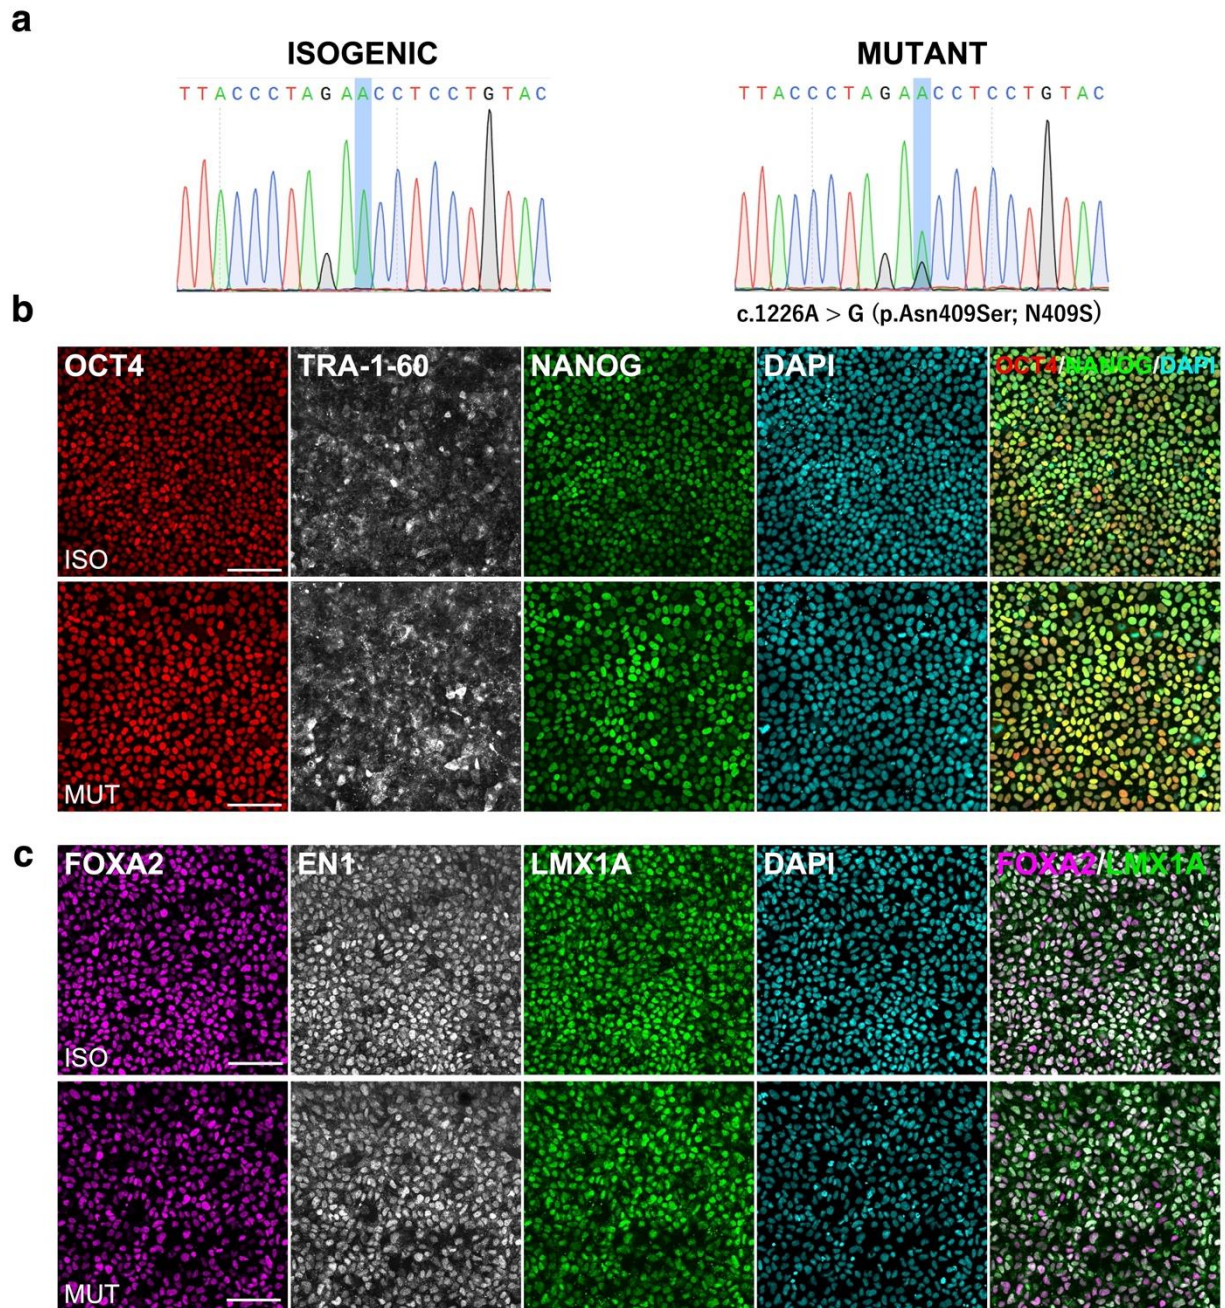 a
ISOGENIC
MUTANT
TTACCCTAGAACCTCCTGTAC
TTACCCTAGAACCTCCTGTAC
c.1226A > G (p.Asn409Ser; N409S)
b
OCT4
TRA-1-60
NANOG
DAPI
OCT4/NANOG/DAPI
ISO
MUT
c
FOXA2
EN1
LMX1A
DAPI
FOXA2/LMX1A
ISO
MUT